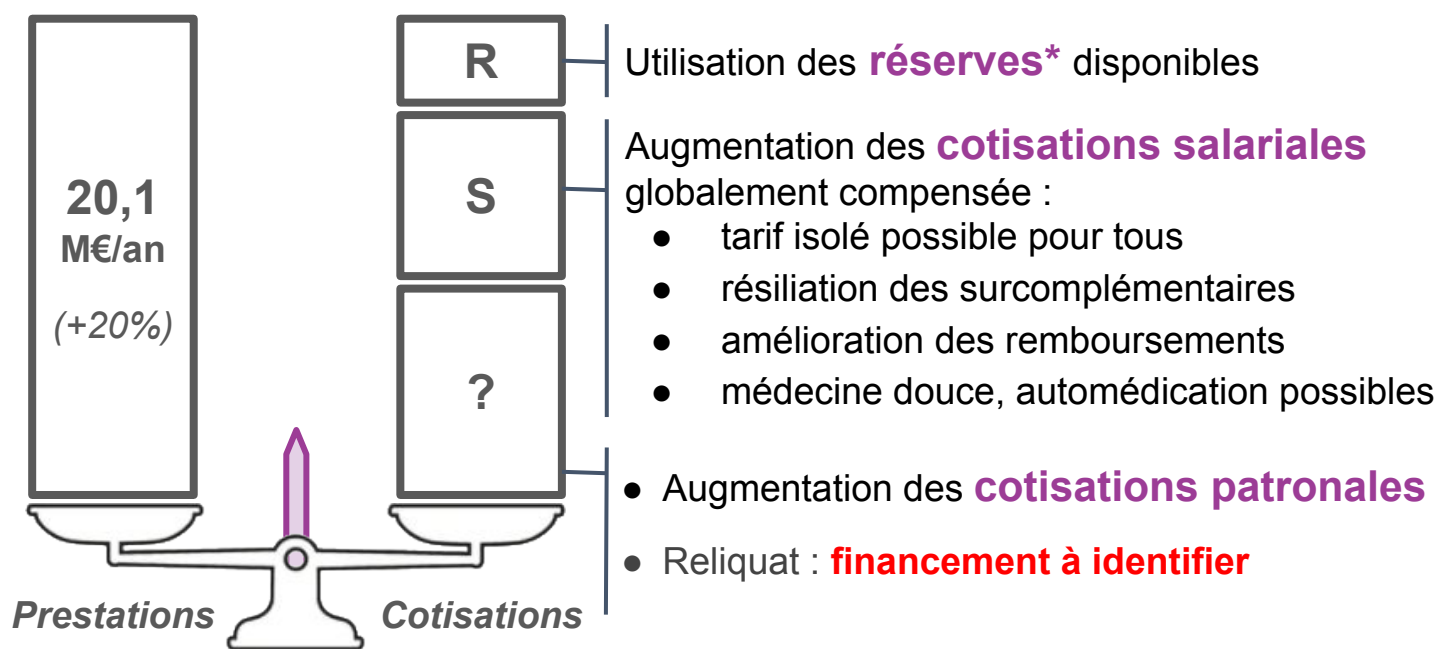 20,1
M€/an
(+20%)
Prestations
R
S
?
Cotisations
Utilisation des réserves* disponibles
Augmentation des cotisations salariales
globalement compensée :
● tarif isolé possible pour tous
● résiliation des surcomplémentaires
● amélioration des remboursements
● médecine douce, automédication possibles
● Augmentation des cotisations patronales
● Reliquat : financement à identifier